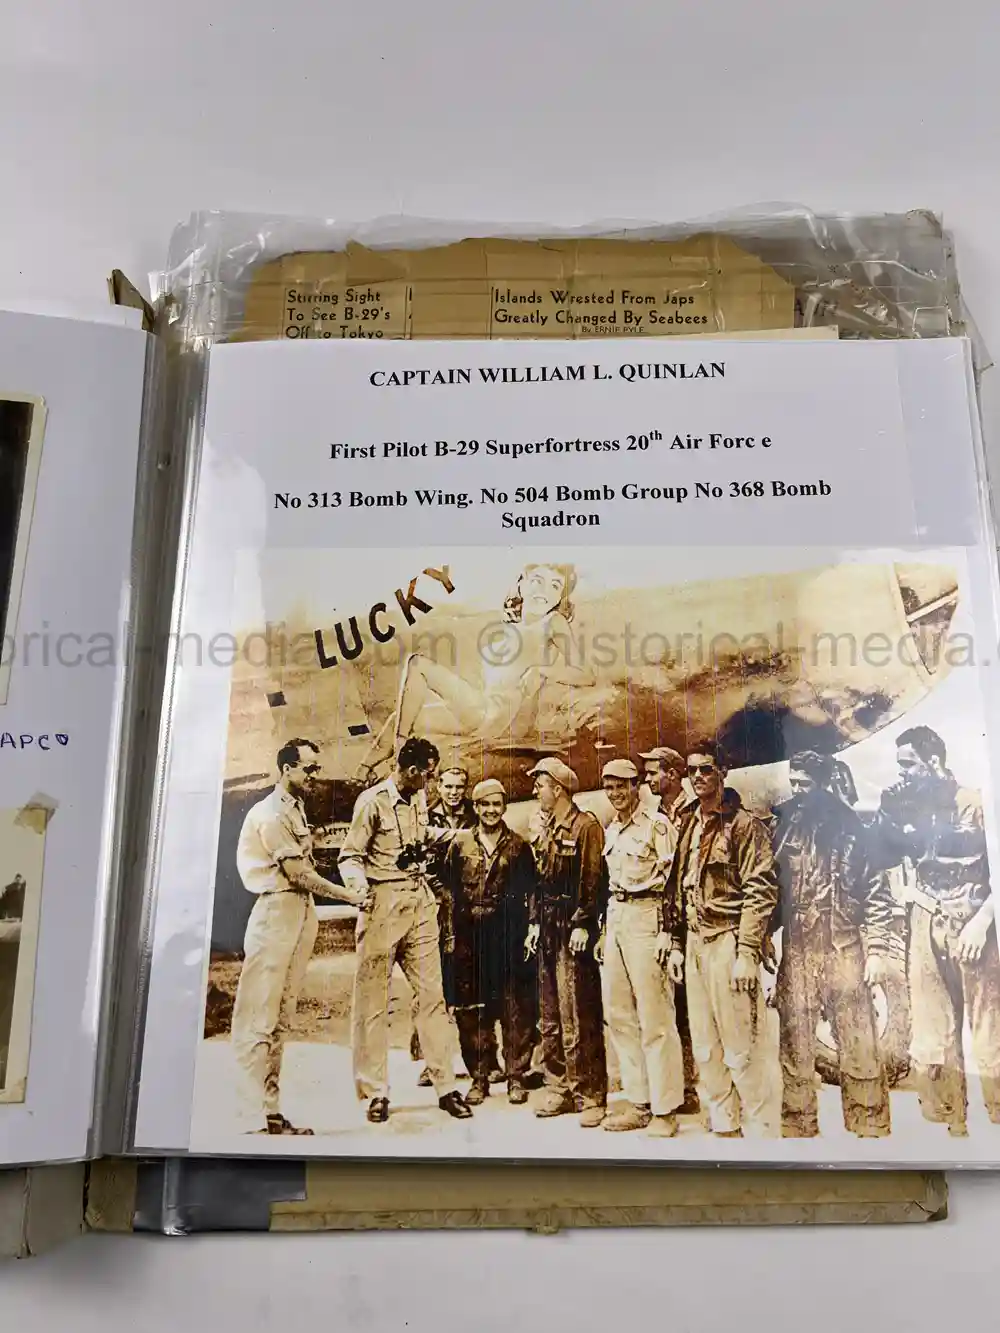 Stirring Sight
To See B-29's
Off to Tokyo
Islands Wrested From Japs
Greatly Changed By Seabees
By ERNIE PYLE
CAPTAIN WILLIAM L. QUINLAN
First Pilot B-29 Superfortress 20th Air Forc e
No 313 Bomb Wing. No 504 Bomb Group No 368 Bomb
Squadron
LUCKY
orical-media.com © historical-media.c
APCO